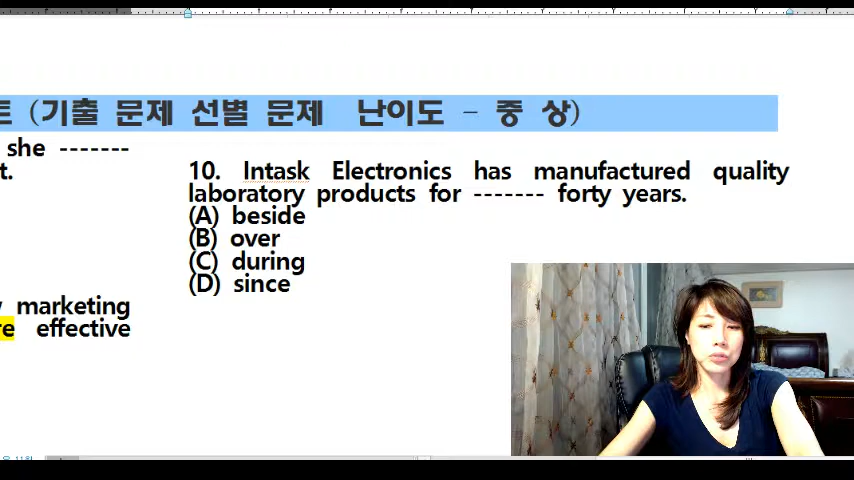 트 (기출 문제 선별 문제 난이도 - 중 상)
she -------
t.
marketing
re effective
10. Intask Electronics has manufactured quality
laboratory products for ------- forty years.
(A) beside
(B) over
(C) during
(D) since